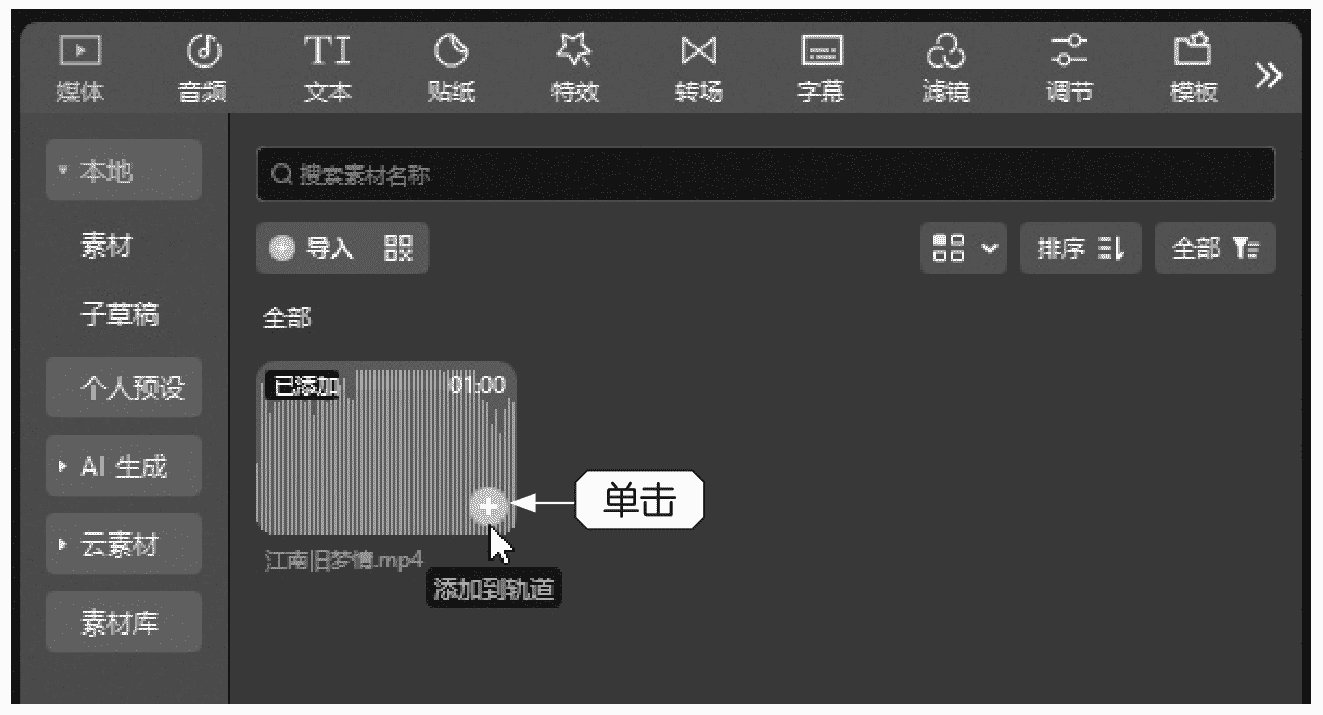 媒体 音频 TI 文本 贴纸 特效 转场 字幕 滤镜 调节 模板
本地
搜索素材名称
素材
导入
排序
全部
子草稿
全部
个人预设
已添加
01:00
AI 生成
单击
云素材
江南旧梦情.mp4
添加到轨道
素材库